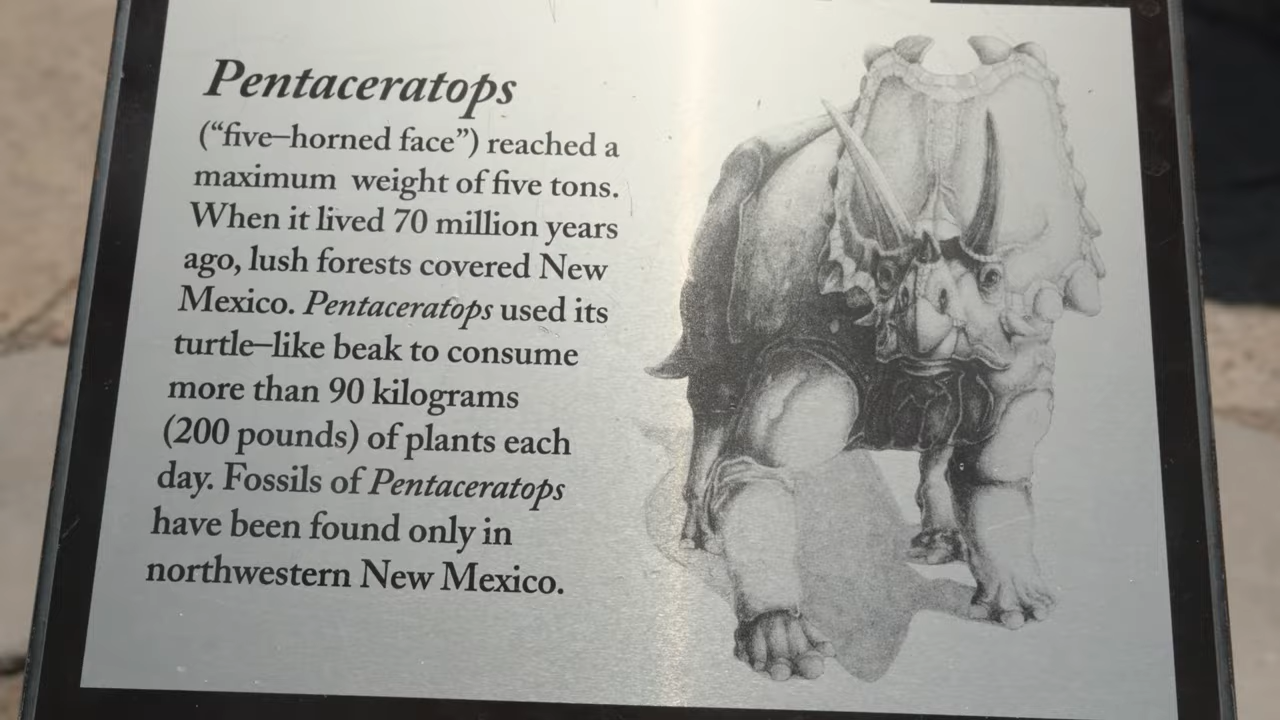 Pentaceratops
(“five–horned face”) reached a
maximum weight of five tons.
When it lived 70 million years
ago, lush forests covered New
Mexico. Pentaceratops used its
turtle–like beak to consume
more than 90 kilograms
(200 pounds) of plants each
day. Fossils of Pentaceratops
have been found only in
northwestern New Mexico.